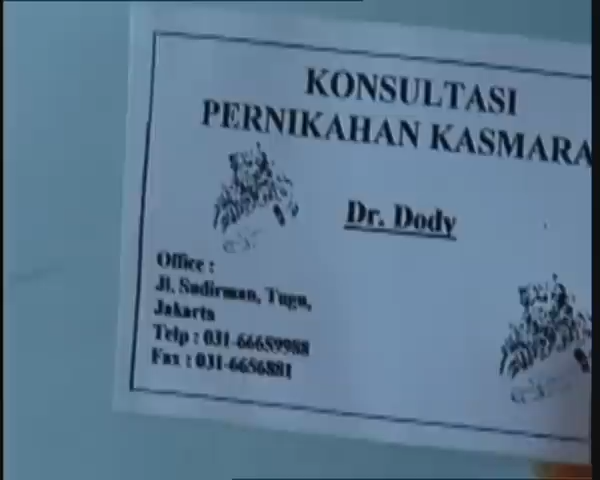 KONSULTASI
PERNIKAHAN KASMARA
Dr. Dody
Office :
Jl. Sudirman, Tugu,
Jakarta
Telp : 031-66659988
Fax : 031-6656881